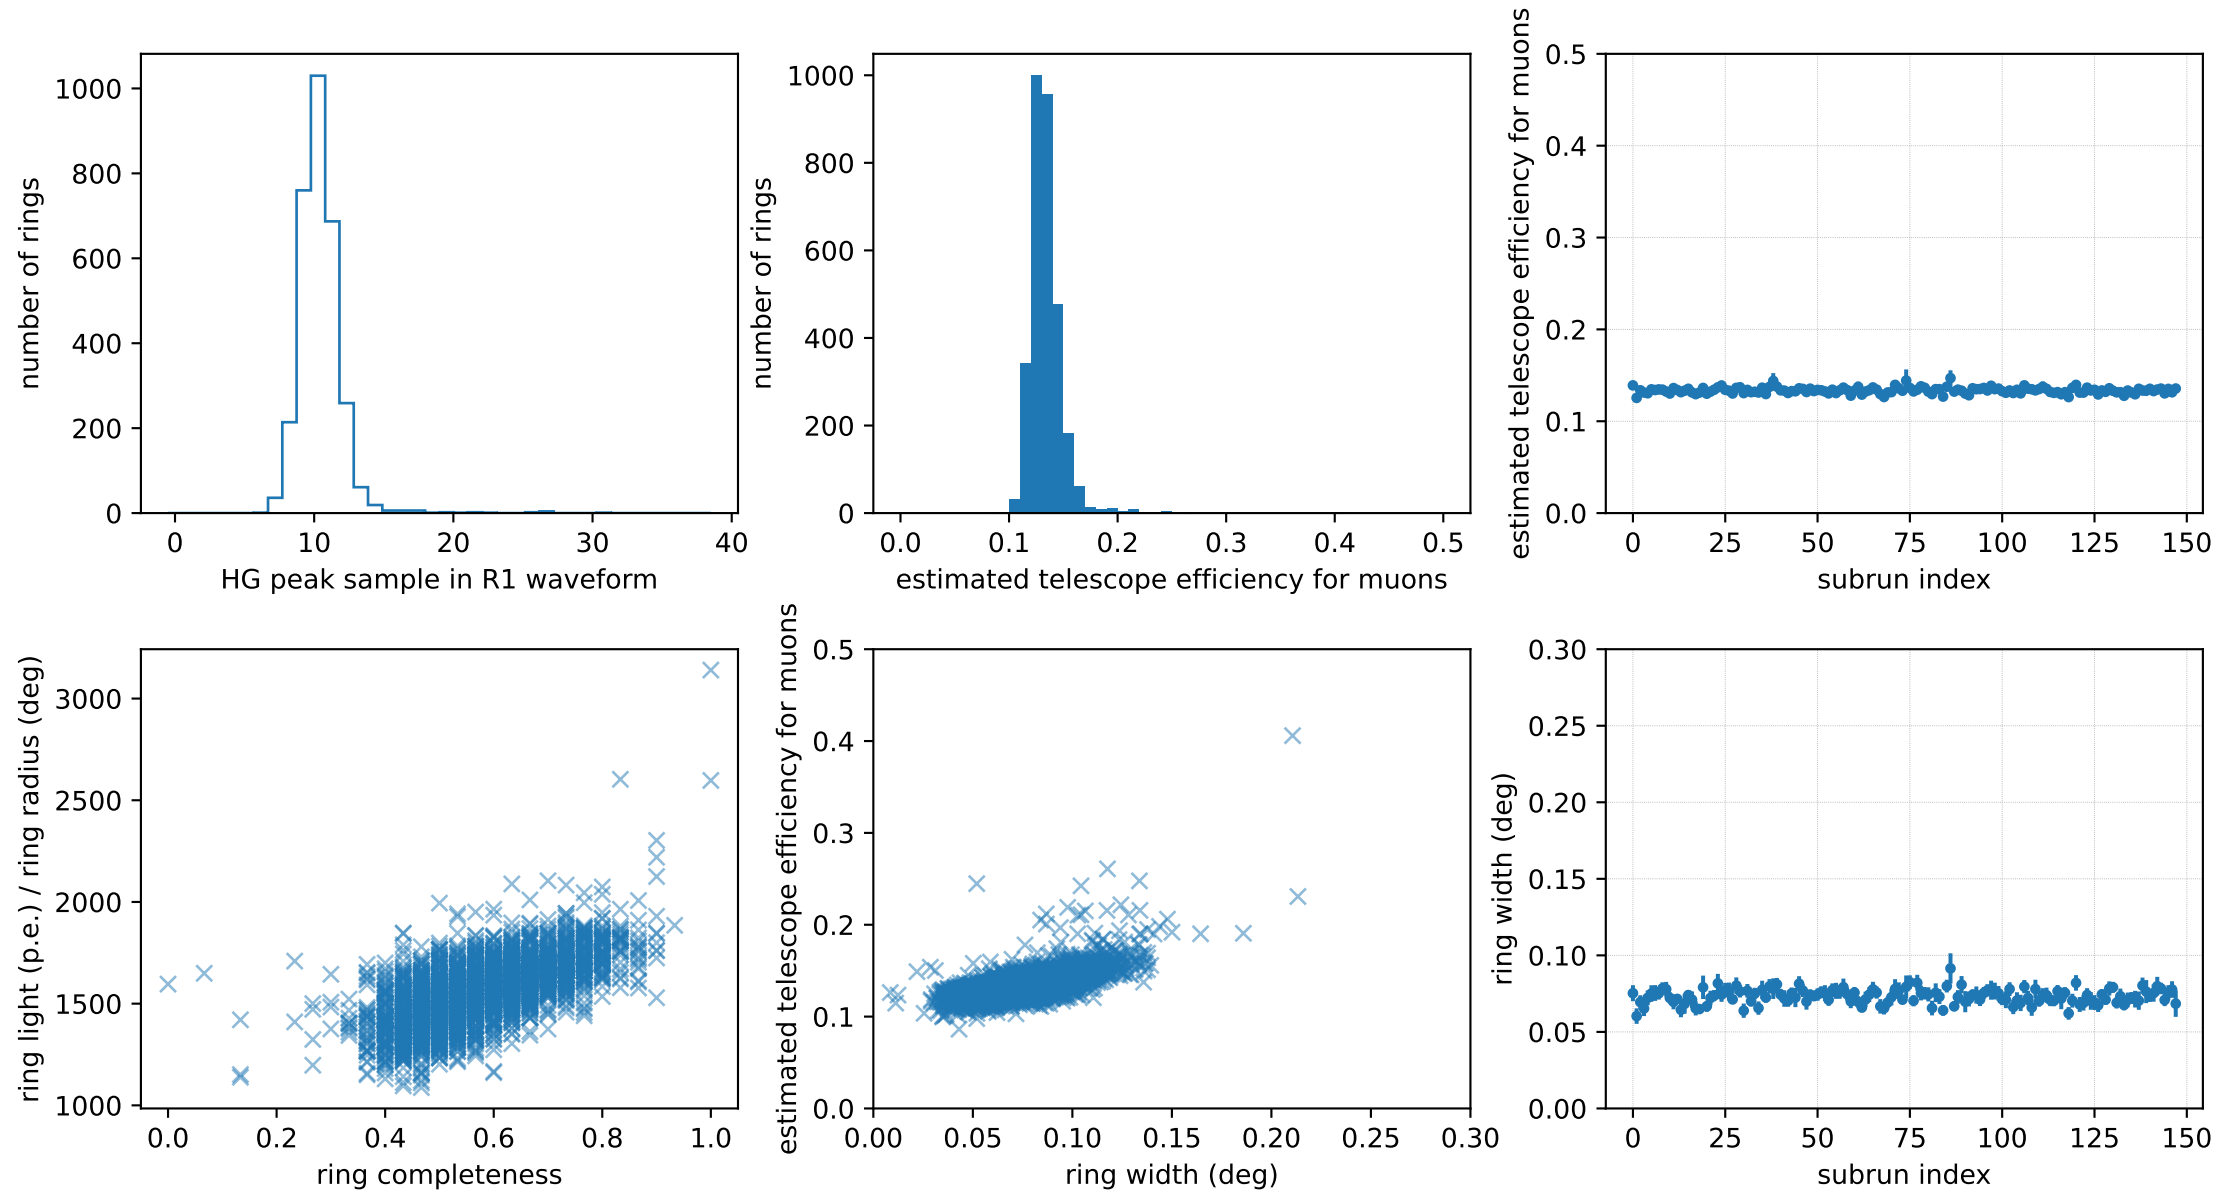 number of rings
1000
800
600
400
200
0
0 10 20 30 40
HG peak sample in R1 waveform
number of rings
1000
800
600
400
200
0
0.0 0.1 0.2 0.3 0.4 0.5
estimated telescope efficiency for muons
estimated telescope efficiency for muons
0.5
0.4
0.3
0.2
0.1
0.0
0 25 50 75 100 125 150
subrun index
ring light (p.e.) / ring radius (deg)
3000
2500
2000
1500
1000
0.0 0.2 0.4 0.6 0.8 1.0
ring completeness
estimated telescope efficiency for muons
0.5
0.4
0.3
0.2
0.1
0.0
0.00 0.05 0.10 0.15 0.20 0.25 0.30
ring width (deg)
ring width (deg)
0.30
0.25
0.20
0.15
0.10
0.05
0.00
0 25 50 75 100 125 150
subrun index